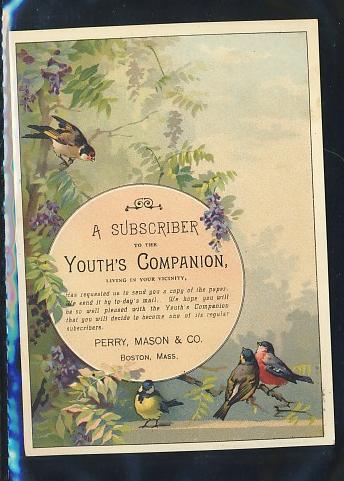 A SUBSCRIBER
TO THE
YOUTH'S COMPANION,
LIVING IN YOUR VICINITY,
Has requested us to send you a copy of the paper.
We send it by to-day's mail. We hope you will
be so well pleased with the Youth's Companion
that you will decide to become one of its regular
subscribers.
PERRY, MASON & CO.
BOSTON, MASS.